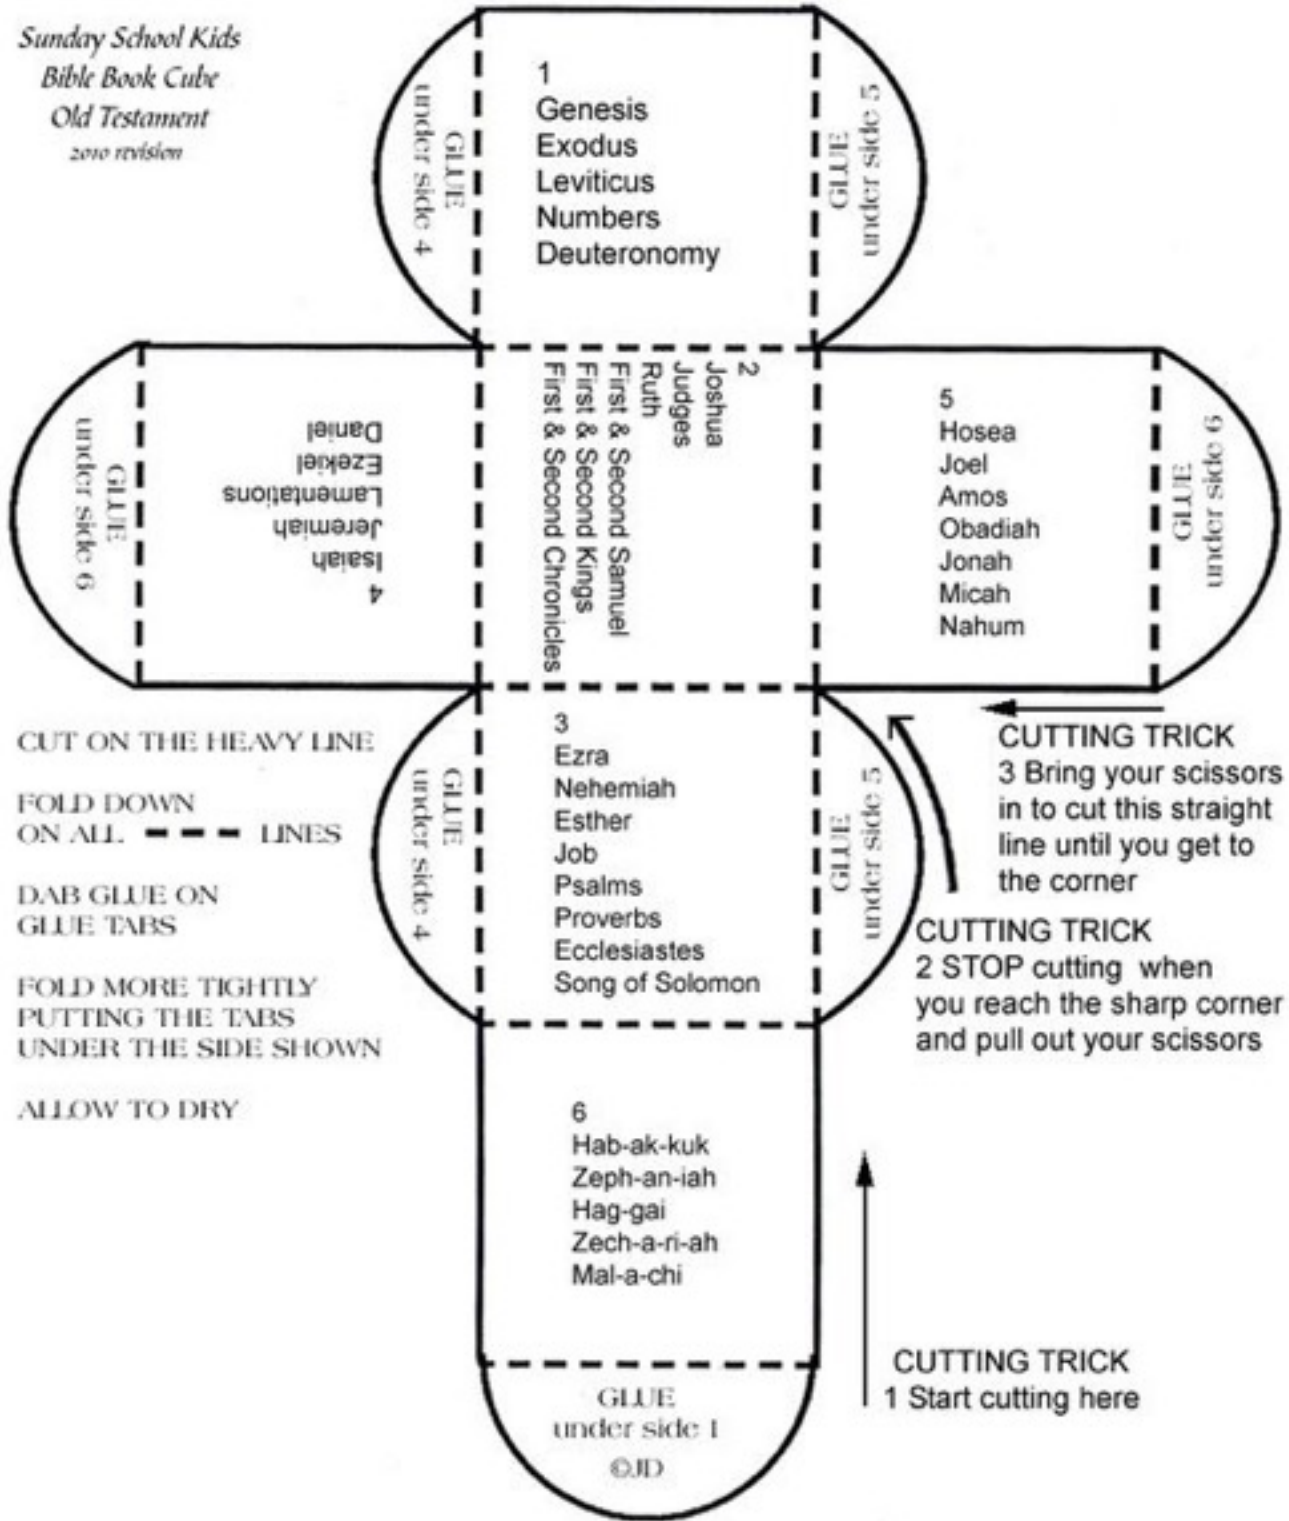 Sunday School Kids
Bible Book Cube
Old Testament
2010 revision
GLUE
under side 4
1
Genesis
Exodus
Leviticus
Numbers
Deuteronomy
GLUE
under side 5
GLUE
under side 6
4
Isaiah
Jeremiah
Lamentations
Ezekiel
Daniel
2
Joshua
Judges
Ruth
First & Second Samuel
First & Second Kings
First & Second Chronicles
5
Hosea
Joel
Amos
Obadiah
Jonah
Micah
Nahum
GLUE
under side 6
CUT ON THE HEAVY LINE
FOLD DOWN
ON ALL LINES
DAB GLUE ON
GLUE TABS
FOLD MORE TIGHTLY
PUTTING THE TABS
UNDER THE SIDE SHOWN
ALLOW TO DRY
GLUE
under side 4
3
Ezra
Nehemiah
Esther
Job
Psalms
Proverbs
Ecclesiastes
Song of Solomon
GLUE
under side 5
CUTTING TRICK
3 Bring your scissors
in to cut this straight
line until you get to
the corner
CUTTING TRICK
2 STOP cutting when
you reach the sharp corner
and pull out your scissors
6
Hab-ak-kuk
Zeph-an-iah
Hag-gai
Zech-a-ri-ah
Mal-a-chi
CUTTING TRICK
1 Start cutting here
GLUE
under side 1
©JD